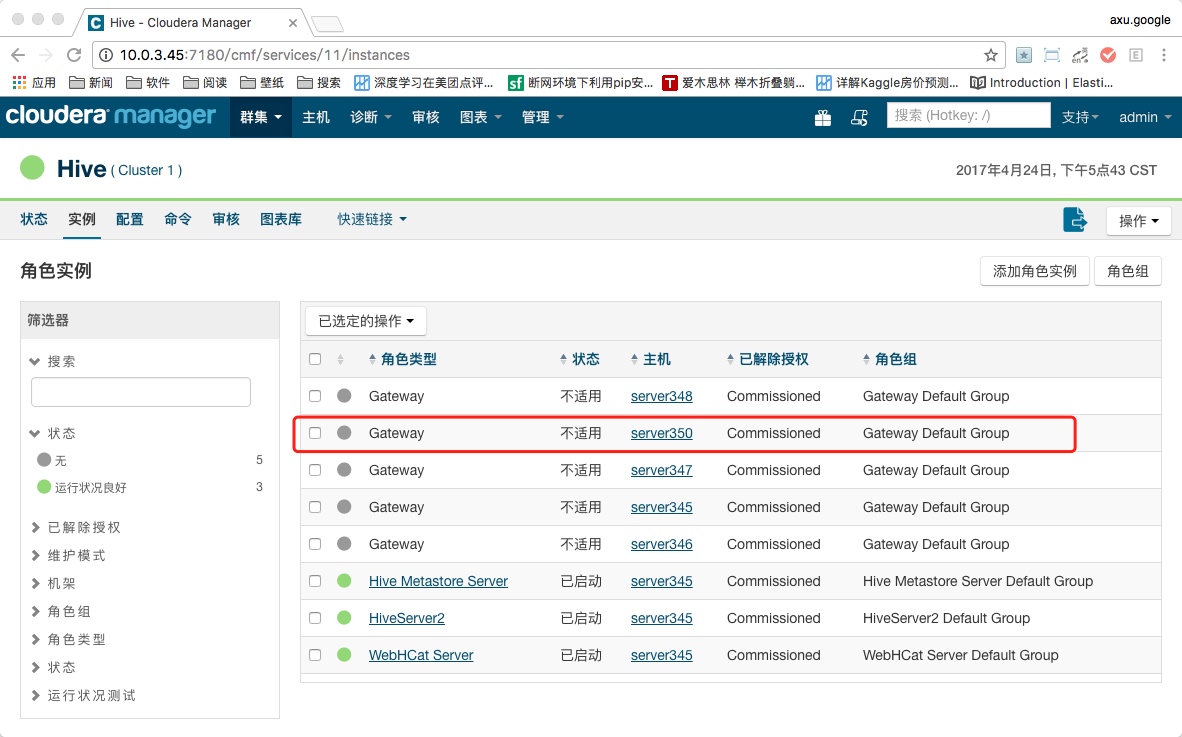 Hive - Cloudera Manager
axu.google
10.0.3.45:7180/cmf/services/11/instances
应用 新闻 软件 阅读 壁纸 搜索 深度学习在美团点评... 断网环境下利用pip安... 爱木思林 榉木折叠躺... 详解Kaggle房价预测... Introduction | Elasti...
cloudera manager 群集 主机 诊断 审核 图表 管理 搜索 (Hotkey: /) 支持 admin
Hive ( Cluster 1 ) 2017年4月24日, 下午5点43 CST
状态 实例 配置 命令 审核 图表库 快速链接 操作
角色实例 添加角色实例 角色组
筛选器
搜索
状态
无 5
运行状况良好 3
已解除授权
维护模式
机架
角色组
角色类型
状态
运行状况测试
已选定的操作
角色类型 状态 主机 已解除授权 角色组
Gateway 不适用 server348 Commissioned Gateway Default Group
Gateway 不适用 server350 Commissioned Gateway Default Group
Gateway 不适用 server347 Commissioned Gateway Default Group
Gateway 不适用 server345 Commissioned Gateway Default Group
Gateway 不适用 server346 Commissioned Gateway Default Group
Hive Metastore Server 已启动 server345 Commissioned Hive Metastore Server Default Group
HiveServer2 已启动 server345 Commissioned HiveServer2 Default Group
WebHCat Server 已启动 server345 Commissioned WebHCat Server Default Group